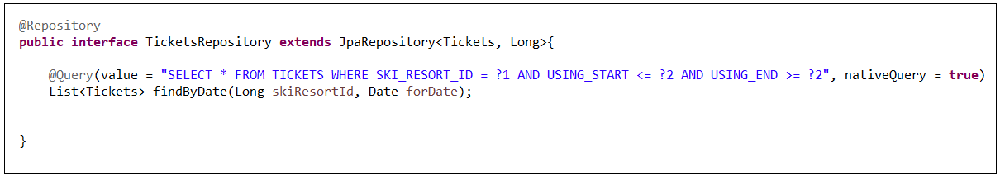 @Repository
public interface TicketsRepository extends JpaRepository<Tickets, Long>{
@Query(value = "SELECT * FROM TICKETS WHERE SKI_RESORT_ID = ?1 AND USING_START <= ?2 AND USING_END >= ?2", nativeQuery = true)
List<Tickets> findByDate(Long skiResortId, Date forDate);
}